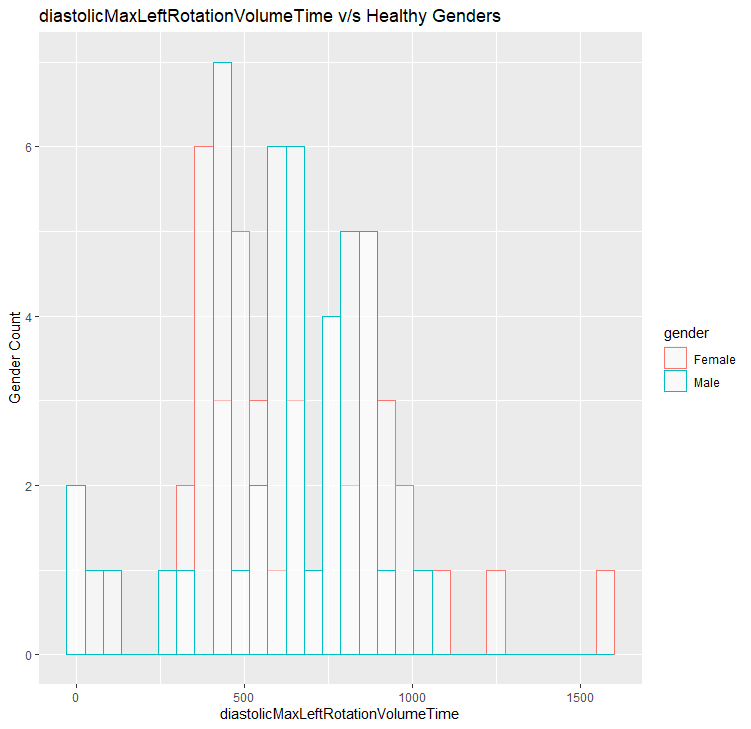 diastolicMaxLeftRotationVolumeTime v/s Healthy Genders
6
4
2
0
Gender Count
0 500 1000 1500
diastolicMaxLeftRotationVolumeTime
gender
Female
Male